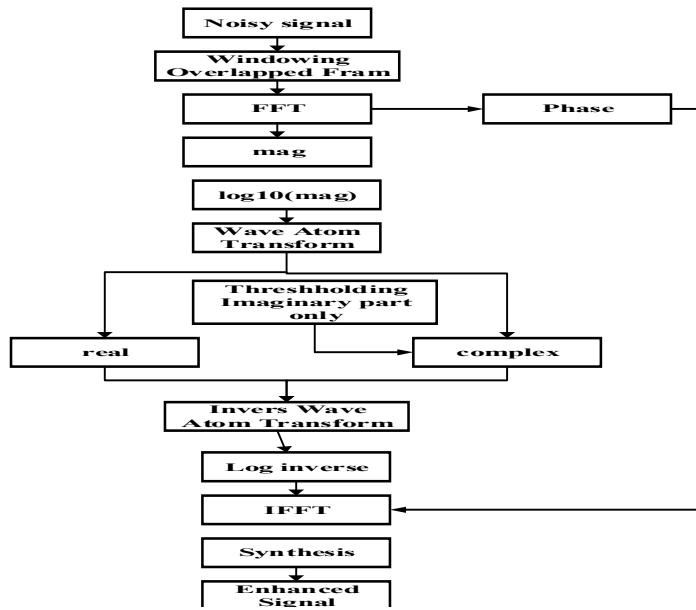 Noisy signal
Windowing
Overlapped Fram
FFT
Phase
mag
log10(mag)
Wave Atom
Transform
Threshholding
Imaginary part
only
real
complex
Invers Wave
Atom Transform
Log inverse
IFFT
Synthesis
Enhanced
Signal